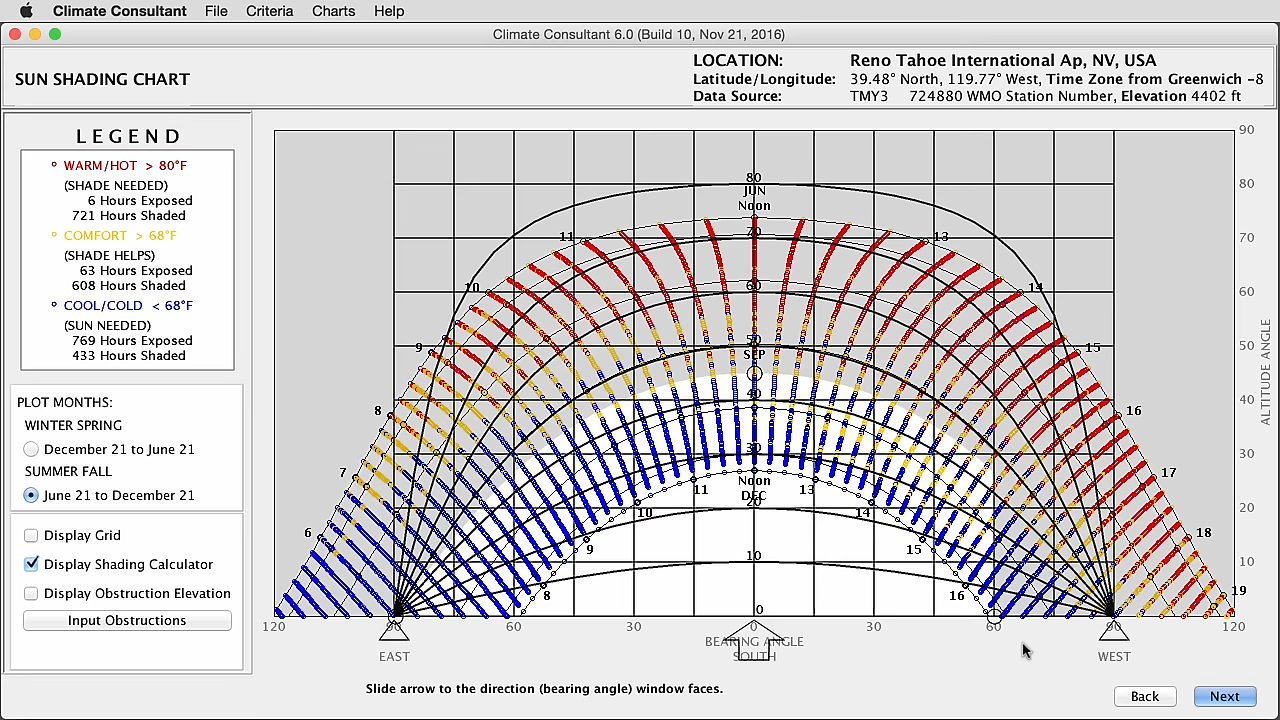 Climate Consultant File Criteria Charts Help
Climate Consultant 6.0 (Build 10, Nov 21, 2016)
SUN SHADING CHART
LOCATION: Reno Tahoe International Ap, NV, USA
Latitude/Longitude: 39.48° North, 119.77° West, Time Zone from Greenwich -8
Data Source: TMY3 724880 WMO Station Number, Elevation 4402 ft
LEGEND
WARM/HOT > 80°F
(SHADE NEEDED)
6 Hours Exposed
721 Hours Shaded
COMFORT > 68°F
(SHADE HELPS)
63 Hours Exposed
608 Hours Shaded
COOL/COLD < 68°F
(SUN NEEDED)
769 Hours Exposed
433 Hours Shaded
PLOT MONTHS:
WINTER SPRING
December 21 to June 21
SUMMER FALL
June 21 to December 21
Display Grid
Display Shading Calculator
Display Obstruction Elevation
Input Obstructions
90
80 80
JUN
Noon
11 70 13 70
10 60 14 60
9 50 15 50
SEP
8 40 16 40
7 30 17 30
Noon
11 13
DEC
10 20 14 20
6 9 15 18
10 10
8 16 19
0
120 90 60 30 0 30 60 90 120
ALTITUDE ANGLE
BEARING ANGLE
EAST SOUTH WEST
Slide arrow to the direction (bearing angle) window faces.
Back Next